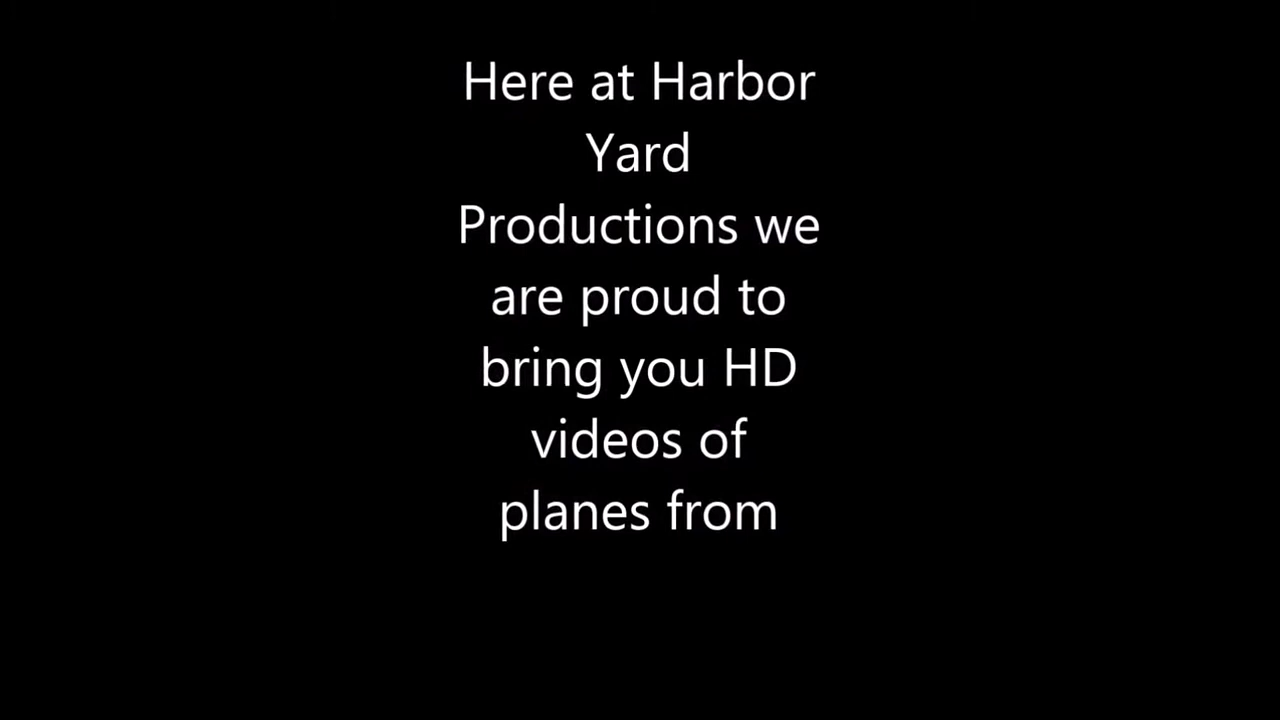 Here at Harbor
Yard
Productions we
are proud to
bring you HD
videos of
planes from